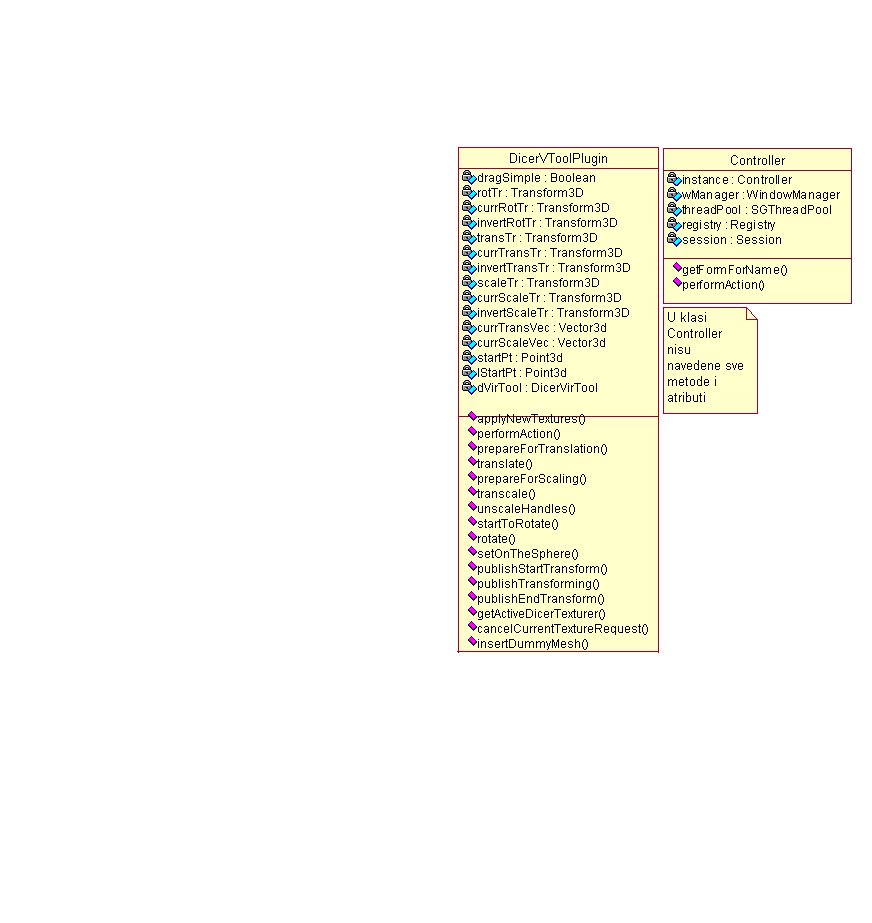 DicerVToolPlugin
dragSimple : Boolean
rotTr : Transform3D
currRotTr : Transform3D
invertRotTr : Transform3D
transTr : Transform3D
currTransTr : Transform3D
invertTransTr : Transform3D
scaleTr : Transform3D
currScaleTr : Transform3D
invertScaleTr : Transform3D
currTransVec : Vector3d
currScaleVec : Vector3d
startPt : Point3d
lStartPt : Point3d
dVirTool : DicerVirTool
applyNewTextures()
performAction()
prepareForTranslation()
translate()
prepareForScaling()
transcale()
unscaleHandles()
startToRotate()
rotate()
setOnTheSphere()
publishStartTransform()
publishTransforming()
publishEndTransform()
getActiveDicerTexturer()
cancelCurrentTextureRequest()
insertDummyMesh()
Controller
instance : Controller
wManager : WindowManager
threadPool : SGThreadPool
registry : Registry
session : Session
getFormForName()
performAction()
U klasi
Controller
nisu
navedene sve
metode i
atributi